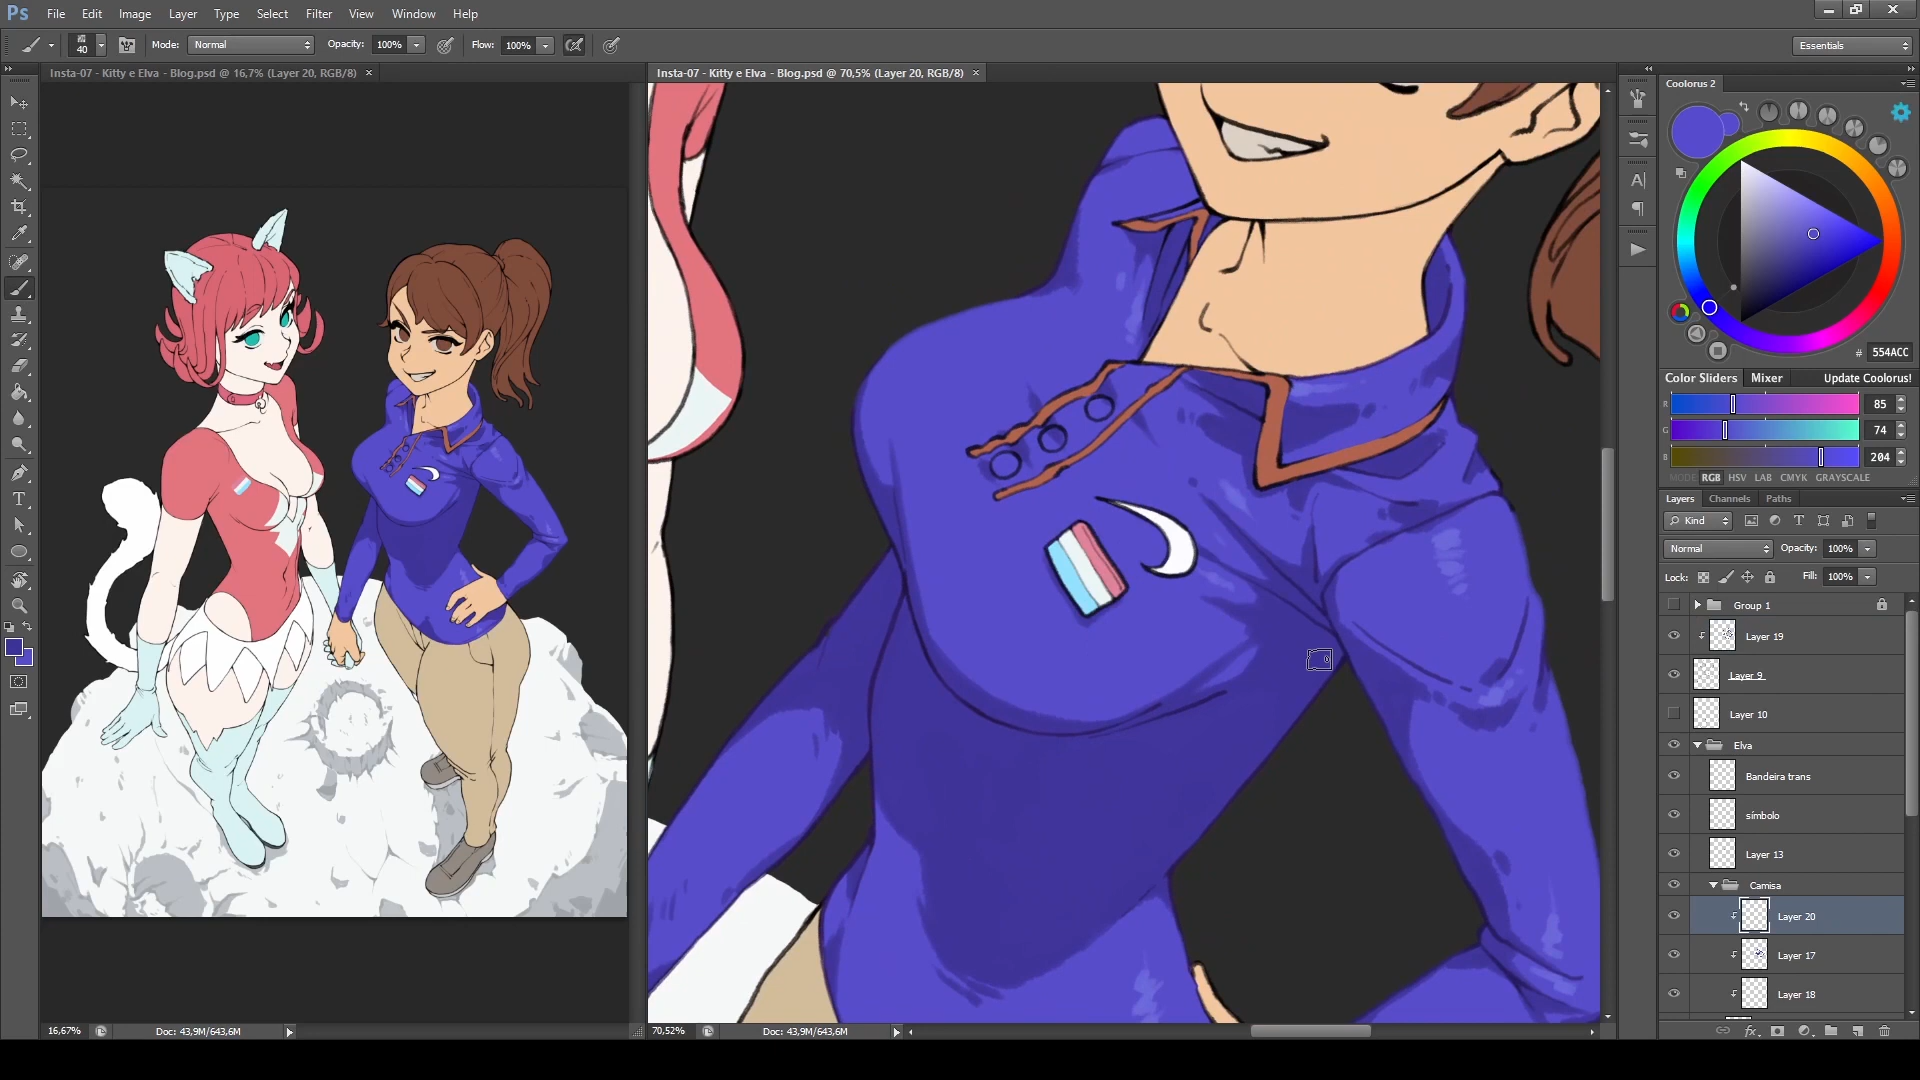 Ps File Edit Image Layer Type Select Filter View Window Help
40 Mode: Normal Opacity: 100% Flow: 100% Essentials
Insta-07 - Kitty e Elva - Blog.psd @ 16,7% (Layer 20, RGB/8) ×
Insta-07 - Kitty e Elva - Blog.psd @ 70,5% (Layer 20, RGB/8) ×
Coolorus 2
# 554ACC
Color Sliders Mixer Update Coolorus!
R 85
G 74
B 204
MODE RGB HSV LAB CMYK GRAYSCALE
Layers Channels Paths
Kind
Normal Opacity: 100%
Lock: Fill: 100%
Group 1
Layer 19
Layer 9
Layer 10
Elva
Bandeira trans
símbolo
Layer 13
Camisa
Layer 20
Layer 17
Layer 18
16,67% Doc: 43,9M/643,6M
70,52% Doc: 43,9M/643,6M